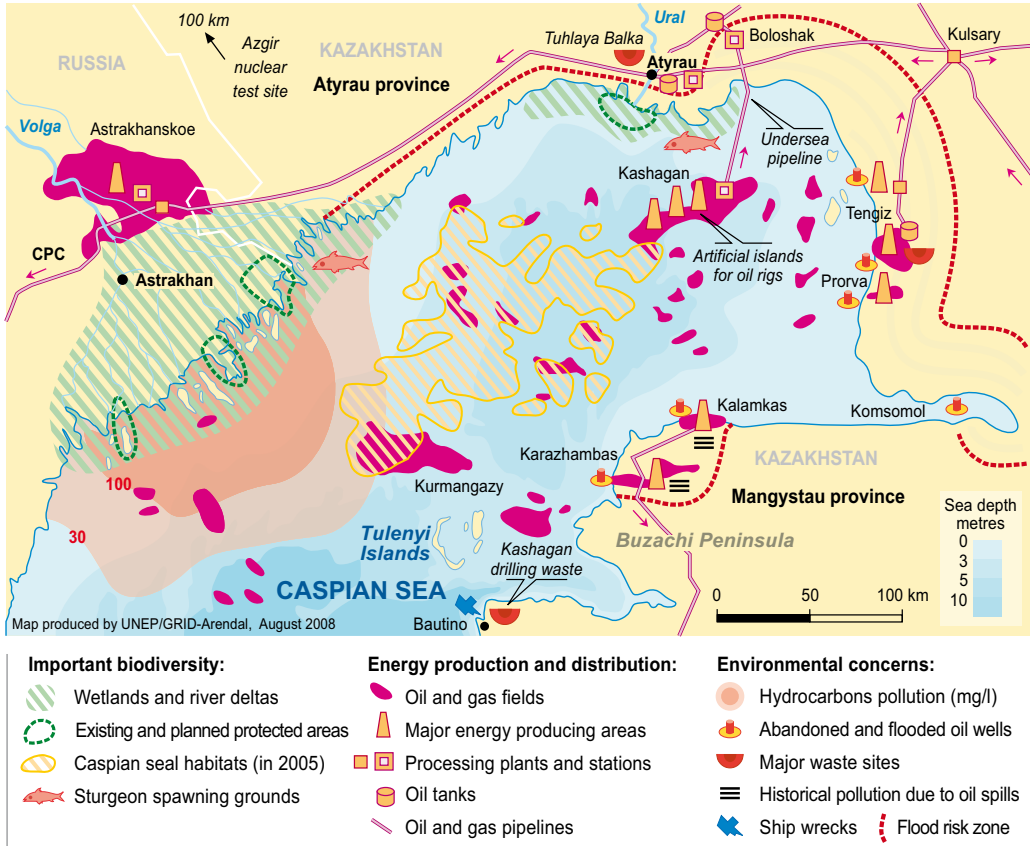 100 km
Azgir
nuclear
test site
RUSSIA
KAZAKHSTAN
Atyrau province
Ural
Tuhlaya Balka
Atyrau
Boloshak
Kulsary
Volga
Astrakhanskoe
Undersea
pipeline
Kashagan
Tengiz
Artificial islands
for oil rigs
CPC
Astrakhan
Prorva
Kalamkas
Komsomol
Karazhambas
KAZAKHSTAN
Kurmangazy
Mangystau province
100
30
Tulenyi
Islands
Buzachi Peninsula
Kashagan
drilling waste
CASPIAN SEA
Bautino
Sea depth
metres
0
3
5
10
0
50
100 km
Map produced by UNEP/GRID-Arendal, August 2008
Important biodiversity:
Wetlands and river deltas
Existing and planned protected areas
Caspian seal habitats (in 2005)
Sturgeon spawning grounds
Energy production and distribution:
Oil and gas fields
Major energy producing areas
Processing plants and stations
Oil tanks
Oil and gas pipelines
Environmental concerns:
Hydrocarbons pollution (mg/l)
Abandoned and flooded oil wells
Major waste sites
Historical pollution due to oil spills
Ship wrecks
Flood risk zone